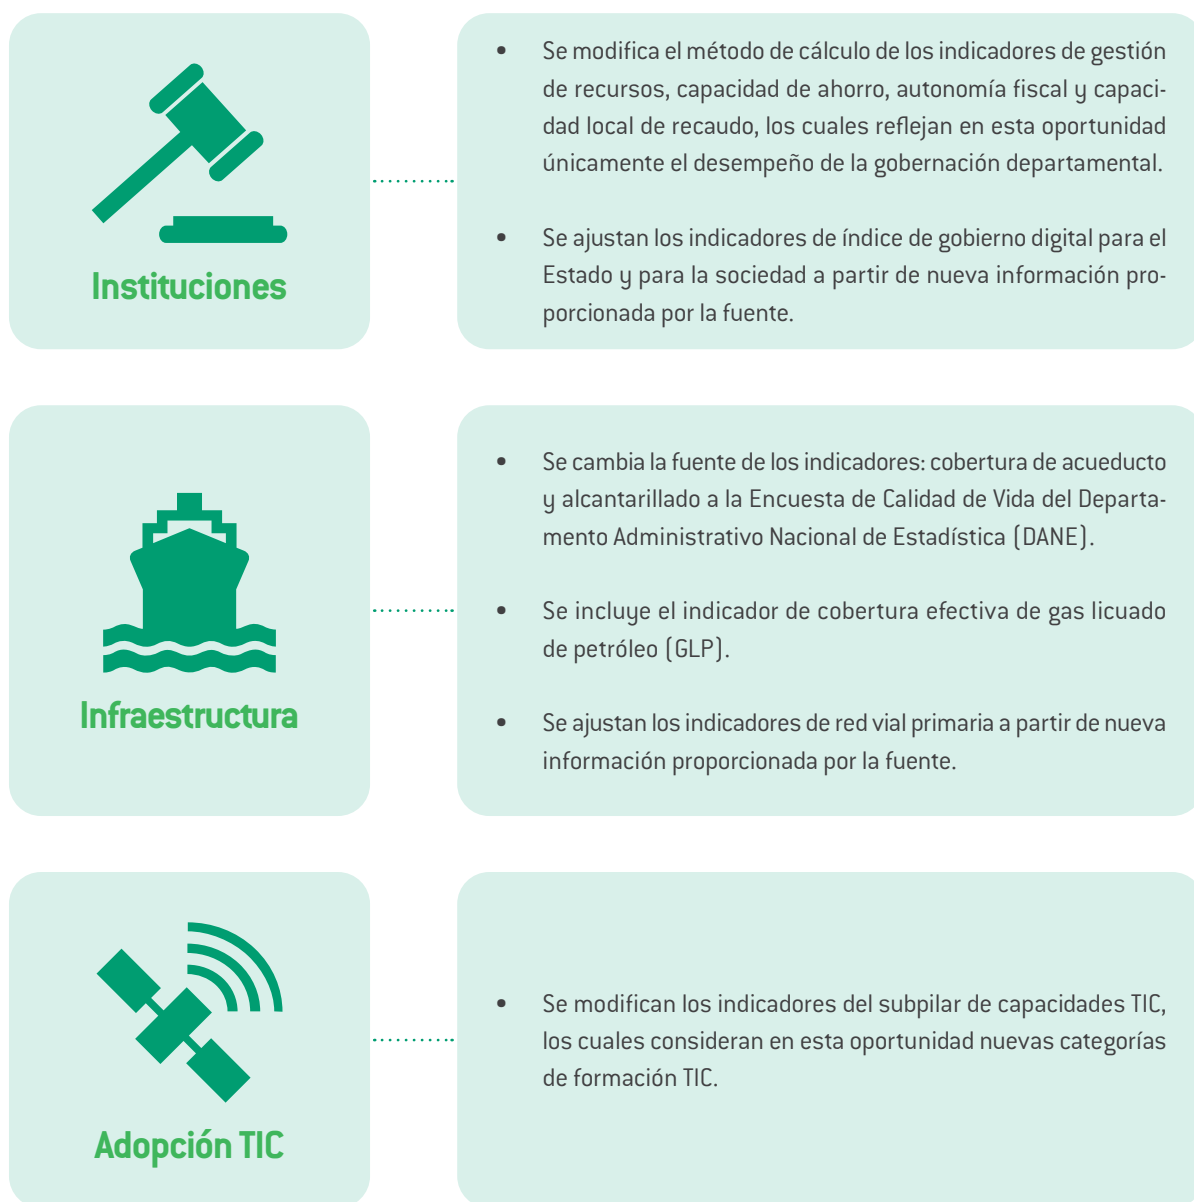 • Se modifica el método de cálculo de los indicadores de gestión
de recursos, capacidad de ahorro, autonomía fiscal y capaci-
dad local de recaudo, los cuales reflejan en esta oportunidad
únicamente el desempeño de la gobernación departamental.
• Se ajustan los indicadores de índice de gobierno digital para el
Estado y para la sociedad a partir de nueva información pro-
porcionada por la fuente.
Instituciones
• Se cambia la fuente de los indicadores: cobertura de acueducto
y alcantarillado a la Encuesta de Calidad de Vida del Departa-
mento Administrativo Nacional de Estadística (DANE).
• Se incluye el indicador de cobertura efectiva de gas licuado
de petróleo (GLP).
• Se ajustan los indicadores de red vial primaria a partir de nueva
información proporcionada por la fuente.
Infraestructura
• Se modifican los indicadores del subpilar de capacidades TIC,
los cuales consideran en esta oportunidad nuevas categorías
de formación TIC.
Adopción TIC